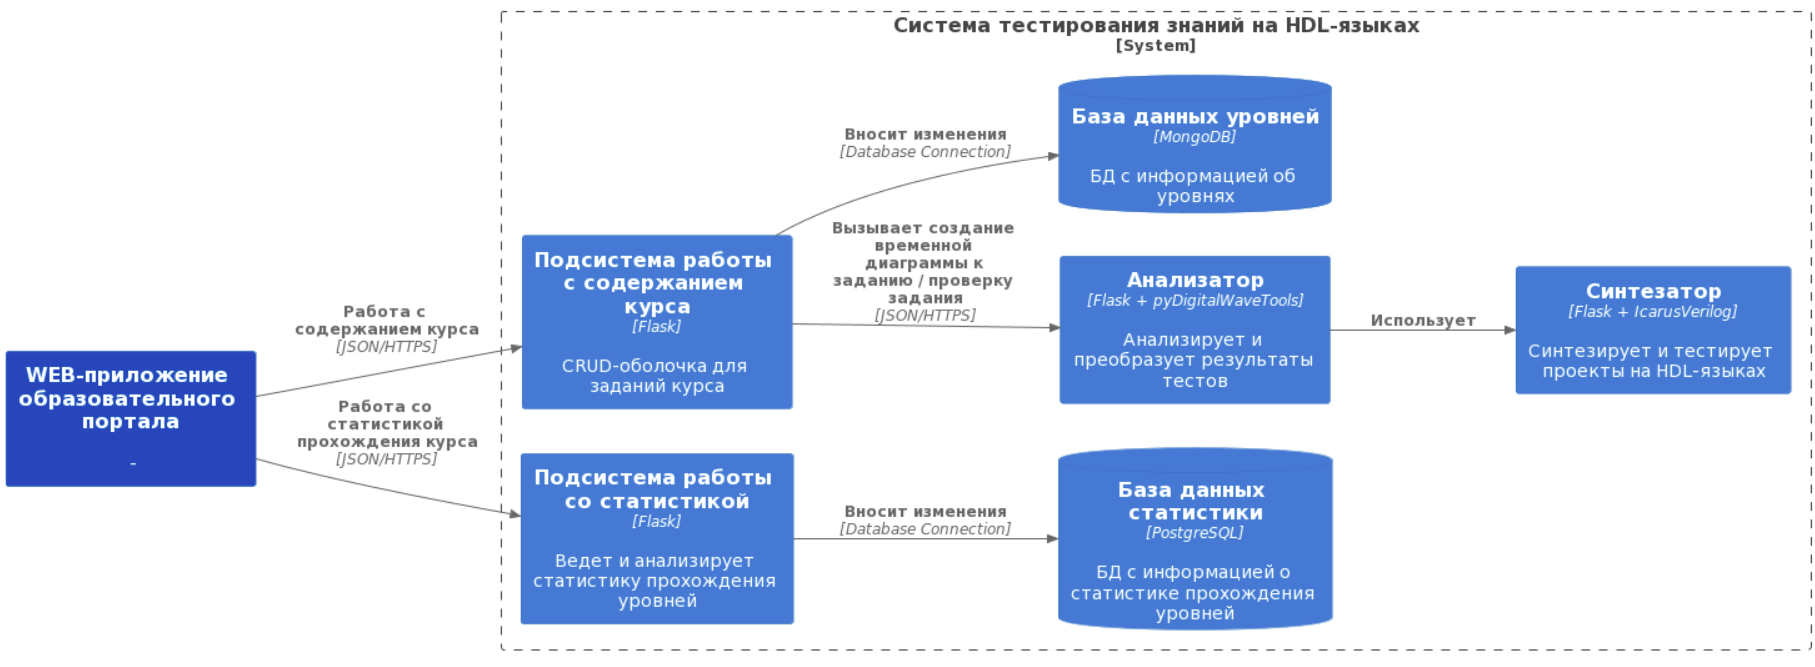 Система тестирования знаний на HDL-языках
[System]
WEB-приложение
образовательного
портала
-
Работа с
содержанием курса
[JSON/HTTPS]
Работа со
статистикой
прохождения курса
[JSON/HTTPS]
Подсистема работы
с содержанием
курса
[Flask]
CRUD-оболочка для
заданий курса
Подсистема работы
со статистикой
[Flask]
Ведет и анализирует
статистику прохождения
уровней
Вносит изменения
[Database Connection]
Вызывает создание
временной
диаграммы к
заданию / проверку
задания
[JSON/HTTPS]
Вносит изменения
[Database Connection]
База данных уровней
[MongoDB]
БД с информацией об
уровнях
Анализатор
[Flask + pyDigitalWaveTools]
Анализирует и
преобразует результаты
тестов
База данных
статистики
[PostgreSQL]
БД с информацией о
статистике прохождения
уровней
Использует
Синтезатор
[Flask + IcarusVerilog]
Синтезирует и тестирует
проекты на HDL-языках